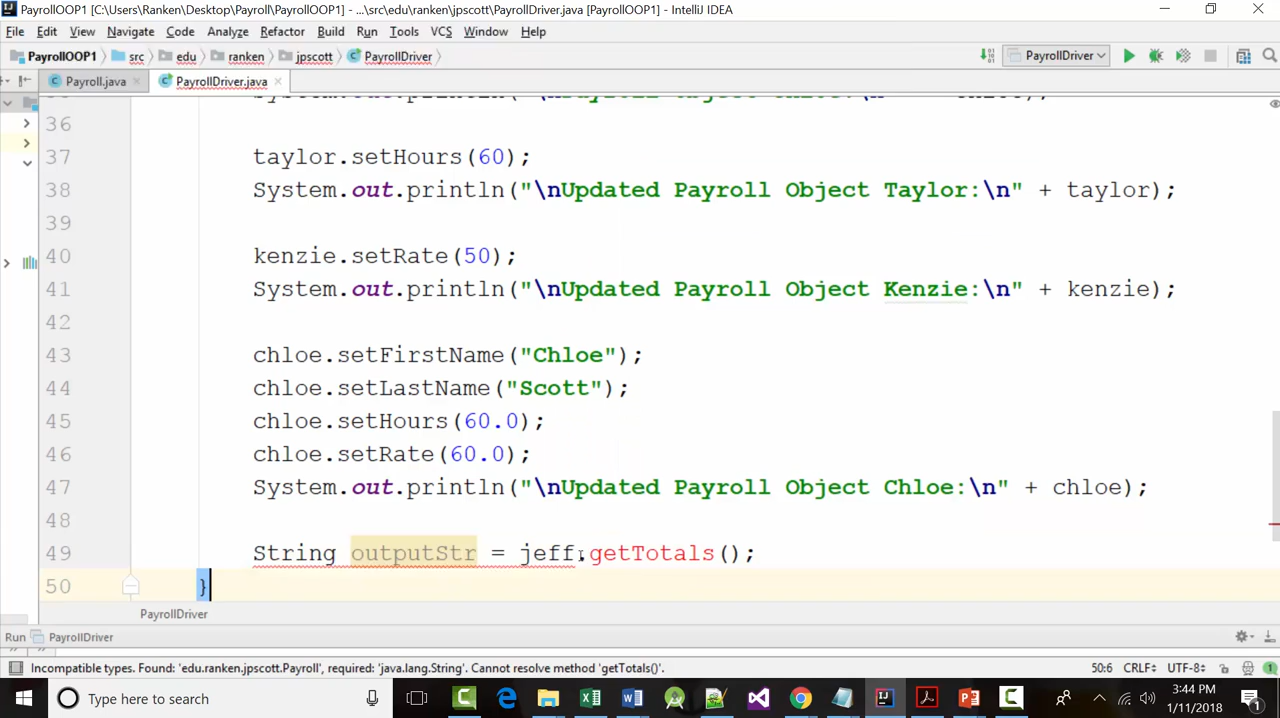 PayrollOOP1 [C:\Users\Ranken\Desktop\Payroll\PayrollOOP1] - ...\src\edu\ranken\jpscott\PayrollDriver.java [PayrollOOP1] - IntelliJ IDEA
File Edit View Navigate Code Analyze Refactor Build Run Tools VCS Window Help
PayrollOOP1 src edu ranken jpscott PayrollDriver PayrollDriver
Payroll.java PayrollDriver.java
36
37 taylor.setHours(60);
38 System.out.println("\nUpdated Payroll Object Taylor:\n" + taylor);
39
40 kenzie.setRate(50);
41 System.out.println("\nUpdated Payroll Object Kenzie:\n" + kenzie);
42
43 chloe.setFirstName("Chloe");
44 chloe.setLastName("Scott");
45 chloe.setHours(60.0);
46 chloe.setRate(60.0);
47 System.out.println("\nUpdated Payroll Object Chloe:\n" + chloe);
48
49 String outputStr = jeff.getTotals();
50 }
PayrollDriver
Run PayrollDriver
Incompatible types. Found: 'edu.ranken.jpscott.Payroll', required: 'java.lang.String'. Cannot resolve method 'getTotals()'. 50:6 CRLF UTF-8 1
Type here to search
3:44 PM
1/11/2018